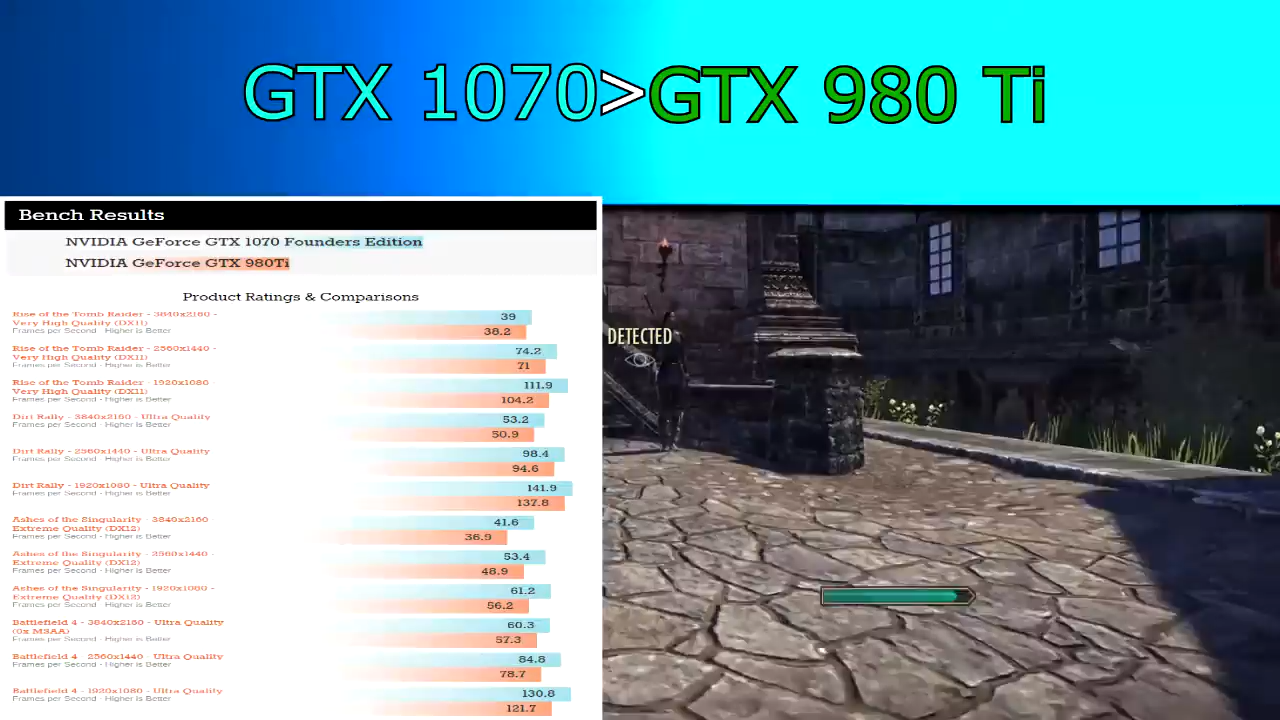 GTX 1070>GTX 980 Ti
Bench Results
NVIDIA GeForce GTX 1070 Founders Edition
NVIDIA GeForce GTX 980Ti
Product Ratings & Comparisons
Rise of the Tomb Raider - 3840x2160 -
Very High Quality (DX11)
Frames per Second - Higher is Better
39
38.2
Rise of the Tomb Raider - 2560x1440 -
Very High Quality (DX11)
Frames per Second - Higher is Better
74.2
71
Rise of the Tomb Raider - 1920x1080 -
Very High Quality (DX11)
Frames per Second - Higher is Better
111.9
104.2
Dirt Rally - 3840x2160 - Ultra Quality
Frames per Second - Higher is Better
53.2
50.9
Dirt Rally - 2560x1440 - Ultra Quality
Frames per Second - Higher is Better
98.4
94.6
Dirt Rally - 1920x1080 - Ultra Quality
Frames per Second - Higher is Better
141.9
137.8
Ashes of the Singularity - 3840x2160 -
Extreme Quality (DX12)
Frames per Second - Higher is Better
41.6
36.9
Ashes of the Singularity - 2560x1440 -
Extreme Quality (DX12)
Frames per Second - Higher is Better
53.4
48.9
Ashes of the Singularity - 1920x1080 -
Extreme Quality (DX12)
Frames per Second - Higher is Better
61.2
56.2
Battlefield 4 - 3840x2160 - Ultra Quality
(0x MSAA)
Frames per Second - Higher is Better
60.3
57.3
Battlefield 4 - 2560x1440 - Ultra Quality
Frames per Second - Higher is Better
84.8
78.7
Battlefield 4 - 1920x1080 - Ultra Quality
Frames per Second - Higher is Better
130.8
121.7
DETECTED